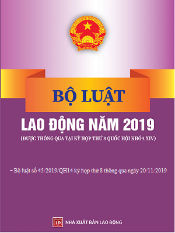 BỘ LUẬT
LAO ĐỘNG NĂM 2019
(ĐƯỢC THÔNG QUA TẠI KỲ HỌP THỨ 8 QUỐC HỘI KHOÁ XIV)
- Bộ luật số 45/2019/QH14 kỳ họp thứ 8 thông qua ngày 20/11/2019
NHÀ XUẤT BẢN LAO ĐỘNG